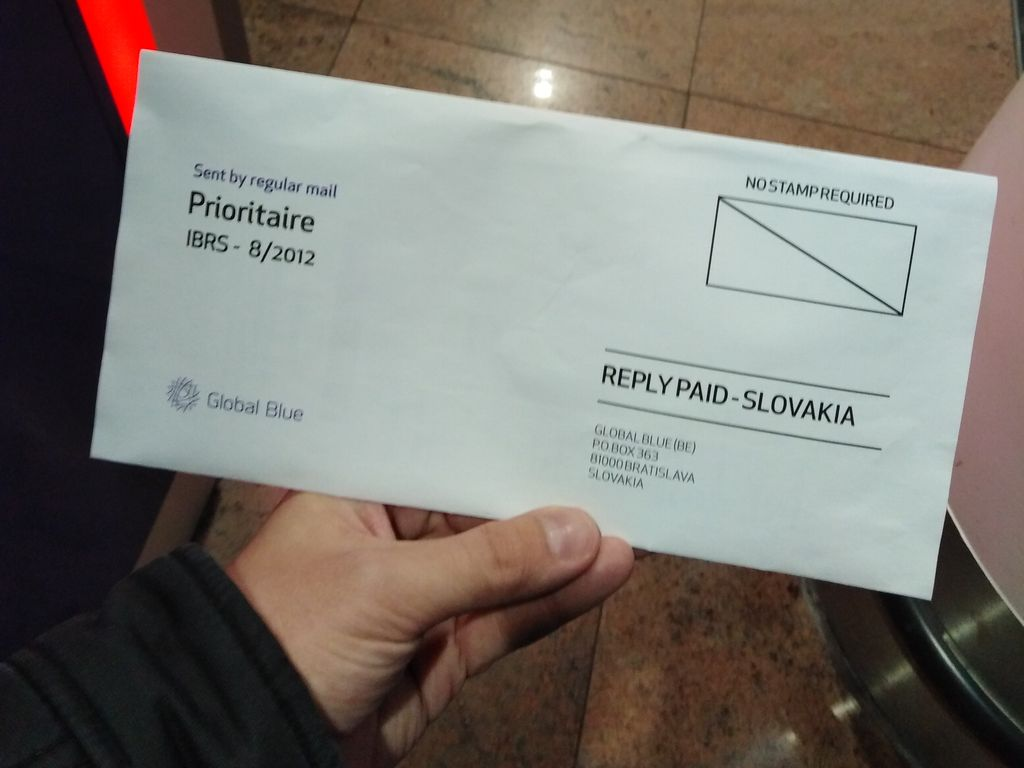 Sent by regular mail
Prioritaire
IBRS - 8/2012
NO STAMP REQUIRED
REPLY PAID - SLOVAKIA
GLOBAL BLUE (BE)
P.O. BOX 363
81000 BRATISLAVA
SLOVAKIA
Global Blue